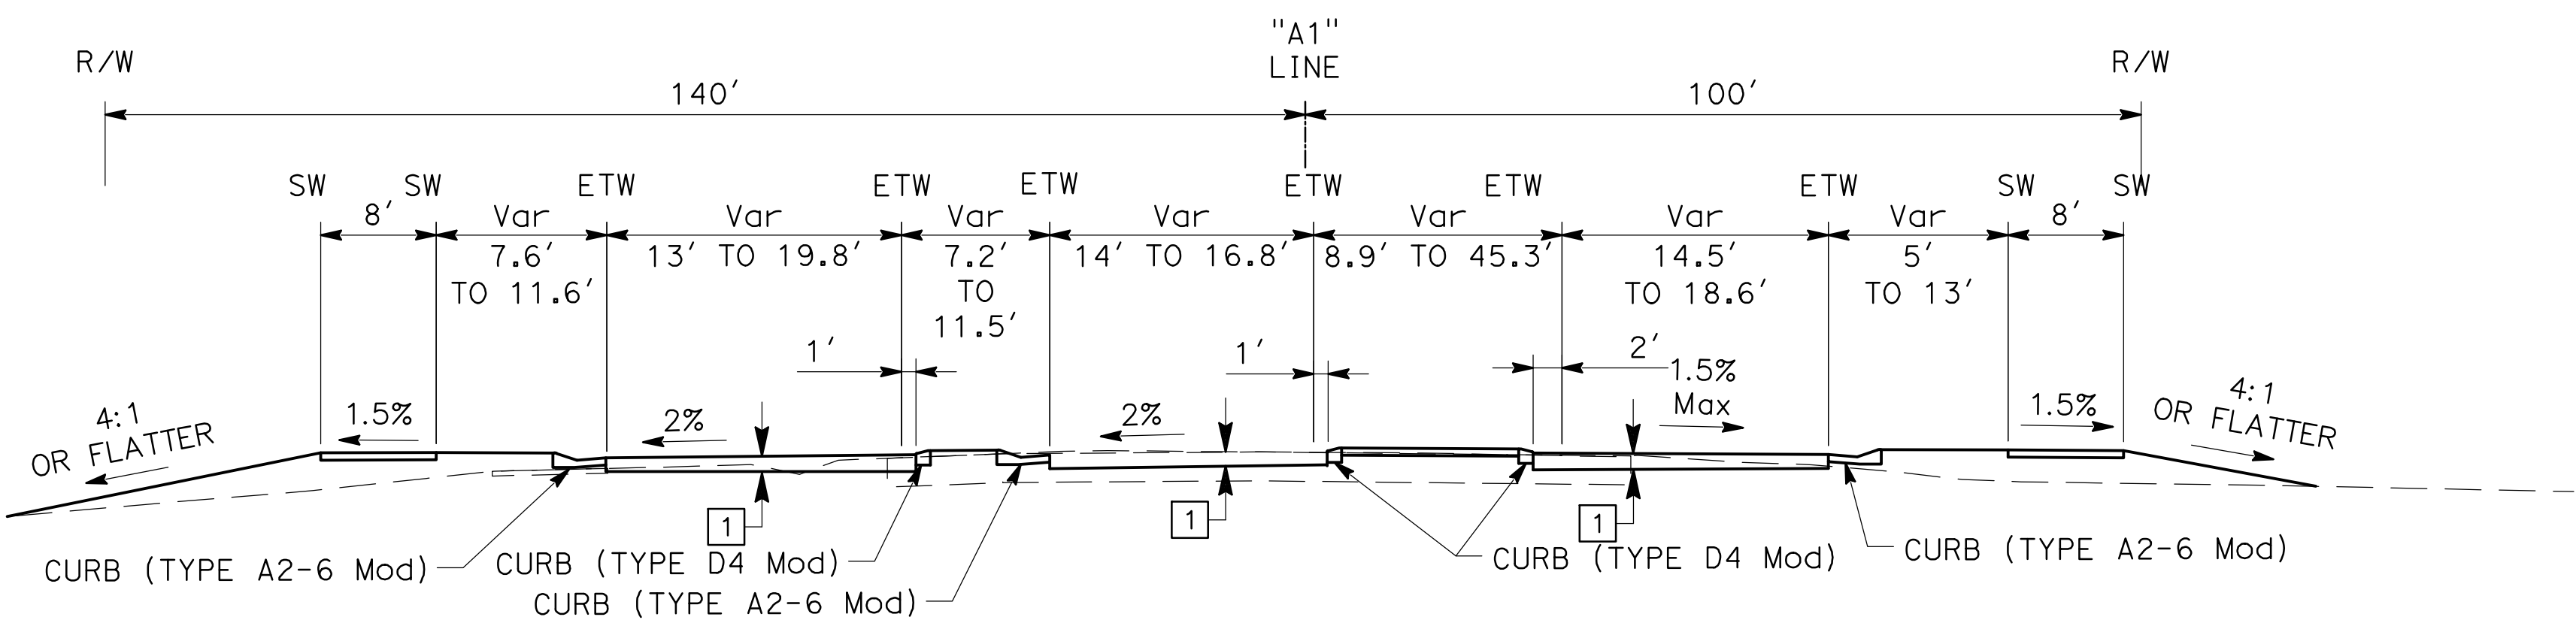 "A1"
LINE
R/W
R/W
140′
100′
SW
SW
ETW
ETW
ETW
ETW
ETW
ETW
SW
SW
8′
Var
7.6′
TO 11.6′
Var
13′ TO 19.8′
Var
7.2′
TO
11.5′
Var
14′ TO 16.8′
Var
8.9′ TO 45.3′
Var
14.5′
TO 18.6′
Var
5′
TO 13′
8′
1′
1′
2′
4:1
OR FLATTER
1.5%
2%
2%
1.5%
Max
1.5%
4:1
OR FLATTER
1
1
1
CURB (TYPE A2-6 Mod)
CURB (TYPE D4 Mod)
CURB (TYPE A2-6 Mod)
CURB (TYPE D4 Mod)
CURB (TYPE A2-6 Mod)